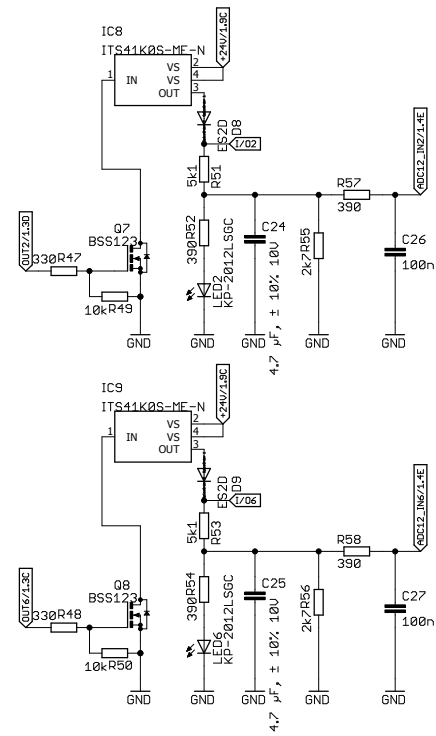 IC8
ITS41K0S-ME-N
+24V/1.9C
1
IN
VS 2
VS 4
OUT 3
ES2D
D8
I/O2
5k1
R51
ADC12_IN2/1.4E
R57
390
Q7
BSS123
390R52
C24
2k7R55
C26
100n
OUT2/1.3D
330R47
10kR49
LED2
KP-2012LSGC
4.7 µF, ± 10% 10V
GND
GND
GND
GND
GND
IC9
ITS41K0S-ME-N
+24V/1.9C
1
IN
VS 2
VS 4
OUT 3
ES2D
D9
I/O6
5k1
R53
ADC12_IN6/1.4E
R58
390
Q8
BSS123
390R54
C25
2k7R56
C27
100n
OUT6/1.3C
330R48
10kR50
LED6
KP-2012LSGC
4.7 µF, ± 10% 10V
GND
GND
GND
GND
GND